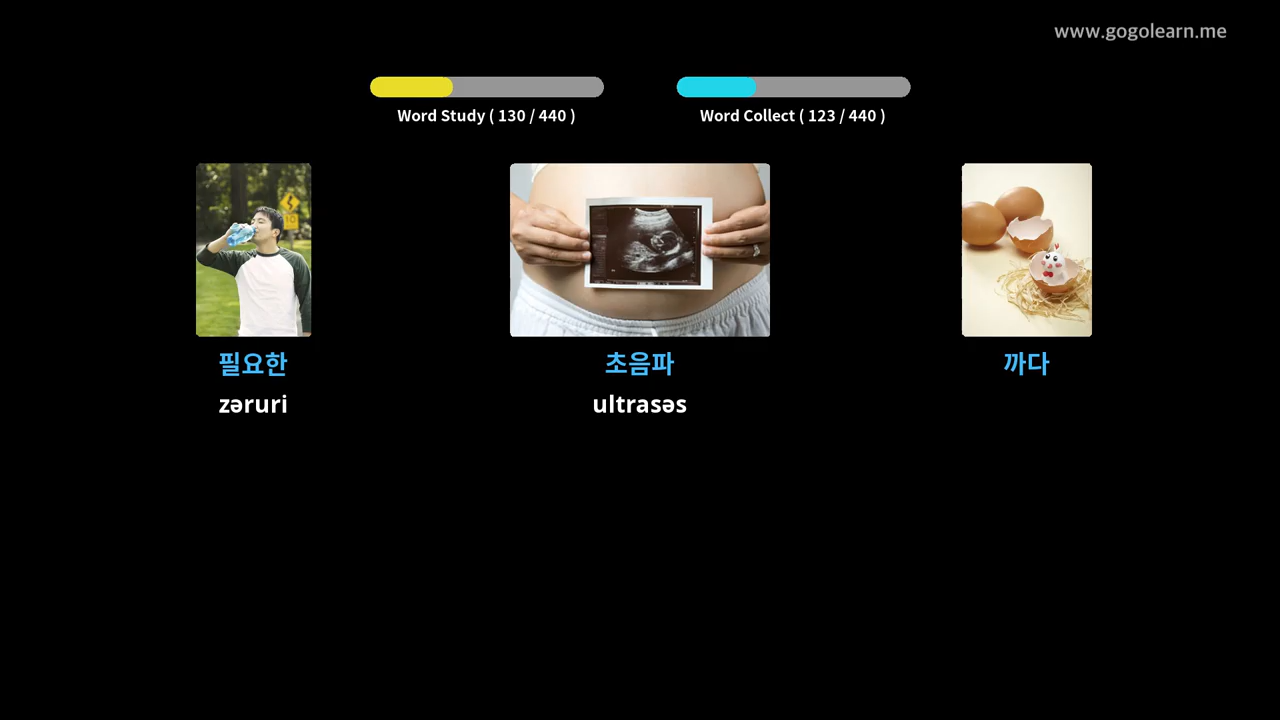 www.gogolearn.me
Word Study ( 130 / 440 )
Word Collect ( 123 / 440 )
필요한
초음파
까다
zəruri
ultrasəs